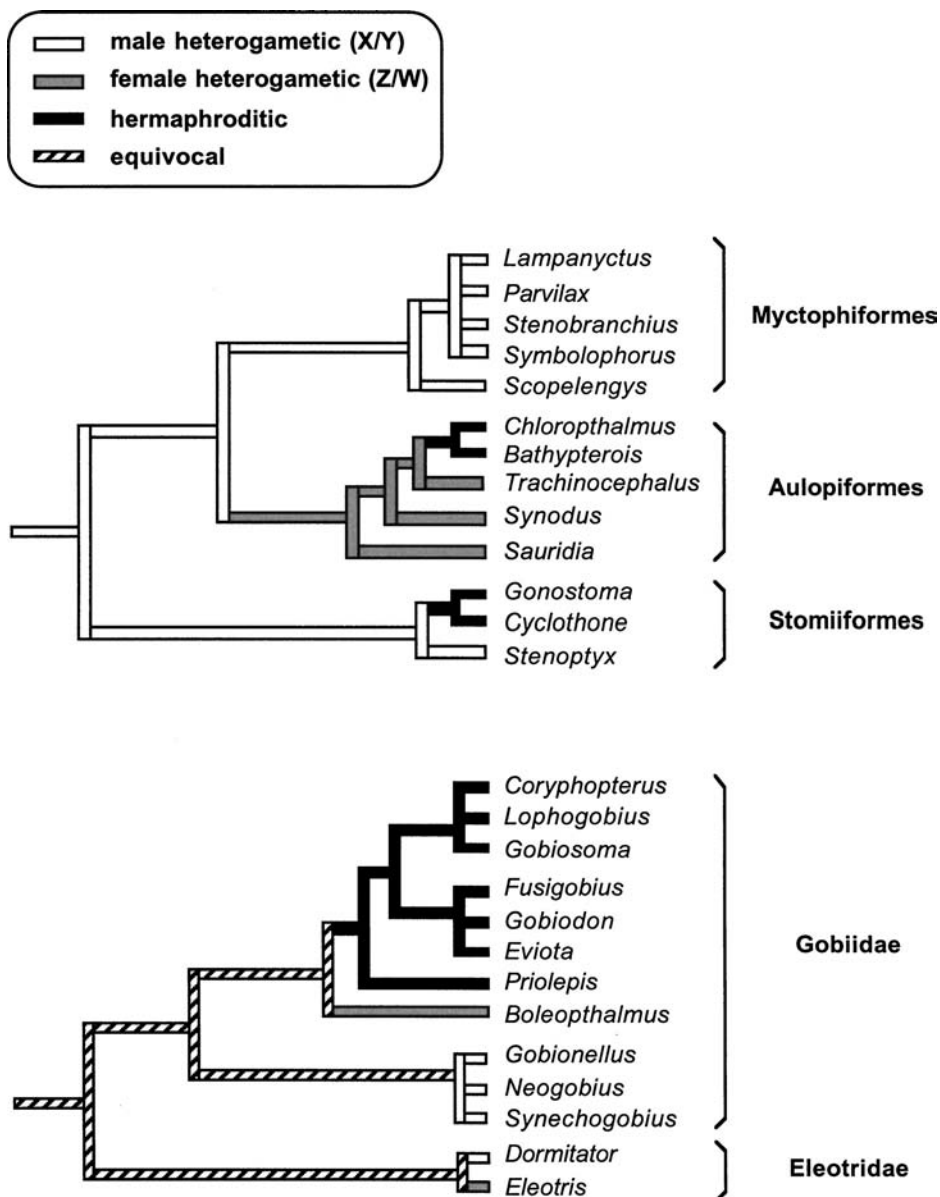 male heterogametic (X/Y)
female heterogametic (Z/W)
hermaphroditic
equivocal
Lampanyctus
Parvilax
Stenobranchius
Symbolophorus
Scopelengys
Myctophiformes
Chloropthalmus
Bathypterois
Trachinocephalus
Synodus
Sauridia
Aulopiformes
Gonostoma
Cyclothone
Stenoptyx
Stomiiformes
Coryphopterus
Lophogobius
Gobiosoma
Fusigobius
Gobiodon
Eviota
Priolepis
Boleopthalmus
Gobionellus
Neogobius
Synechogobius
Gobiidae
Dormitator
Eleotris
Eleotridae